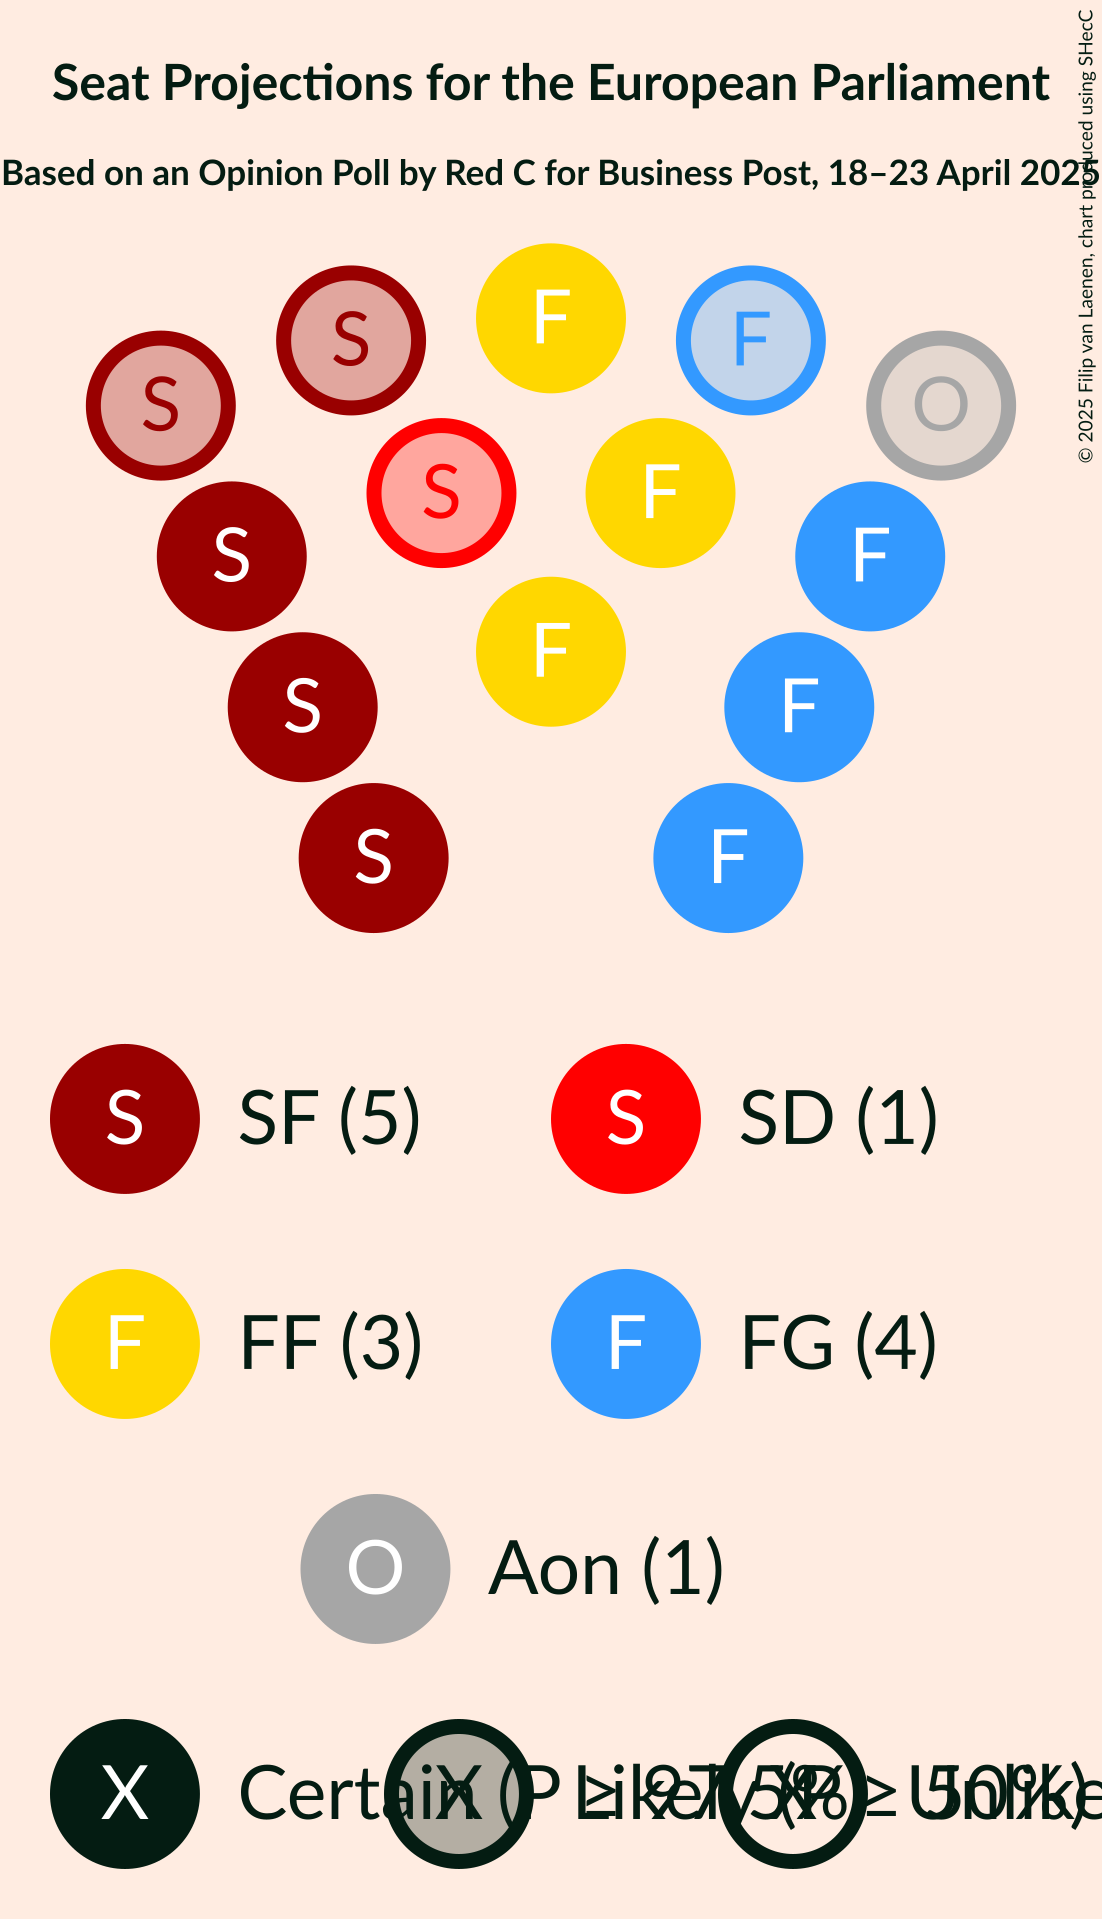 Seat Projections for the European Parliament
Based on an Opinion Poll by Red C for Business Post, 18–23 April 2025
© 2025 Filip van Laenen, chart produced using SHecC
F
S F
S O
S F
S F
F
S F
S F
S SF (5) S SD (1)
F FF (3) F FG (4)
O Aon (1)
X Certain (P ≥ 97.5%) X Likely (P ≥ 50%) X